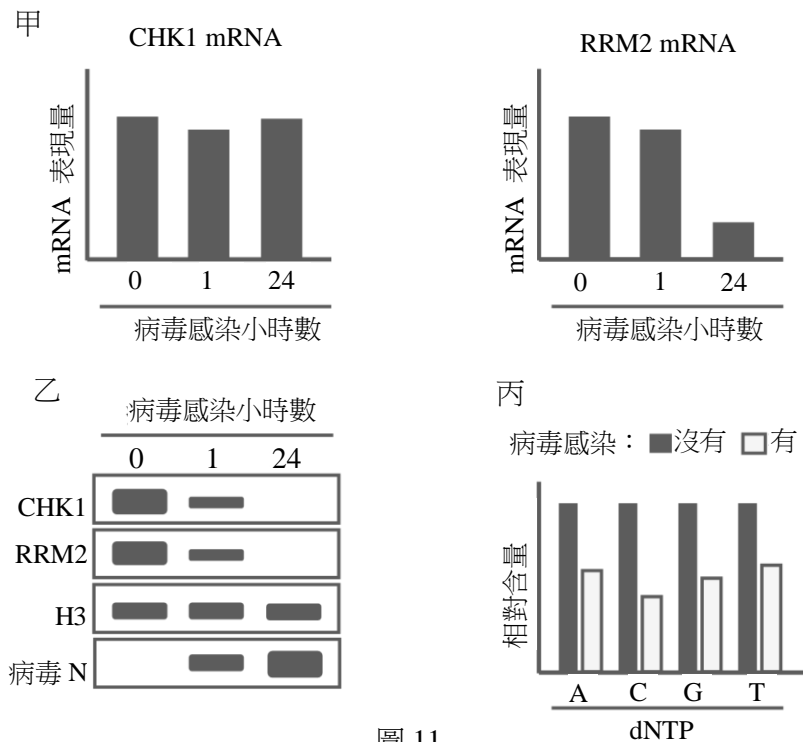 甲
CHK1 mRNA
mRNA 表現量
0 1 24
病毒感染小時數
RRM2 mRNA
mRNA 表現量
0 1 24
病毒感染小時數
乙
病毒感染小時數
0 1 24
CHK1
RRM2
H3
病毒 N
丙
病毒感染：■沒有 □有
相對含量
A C G T
dNTP
圖 11